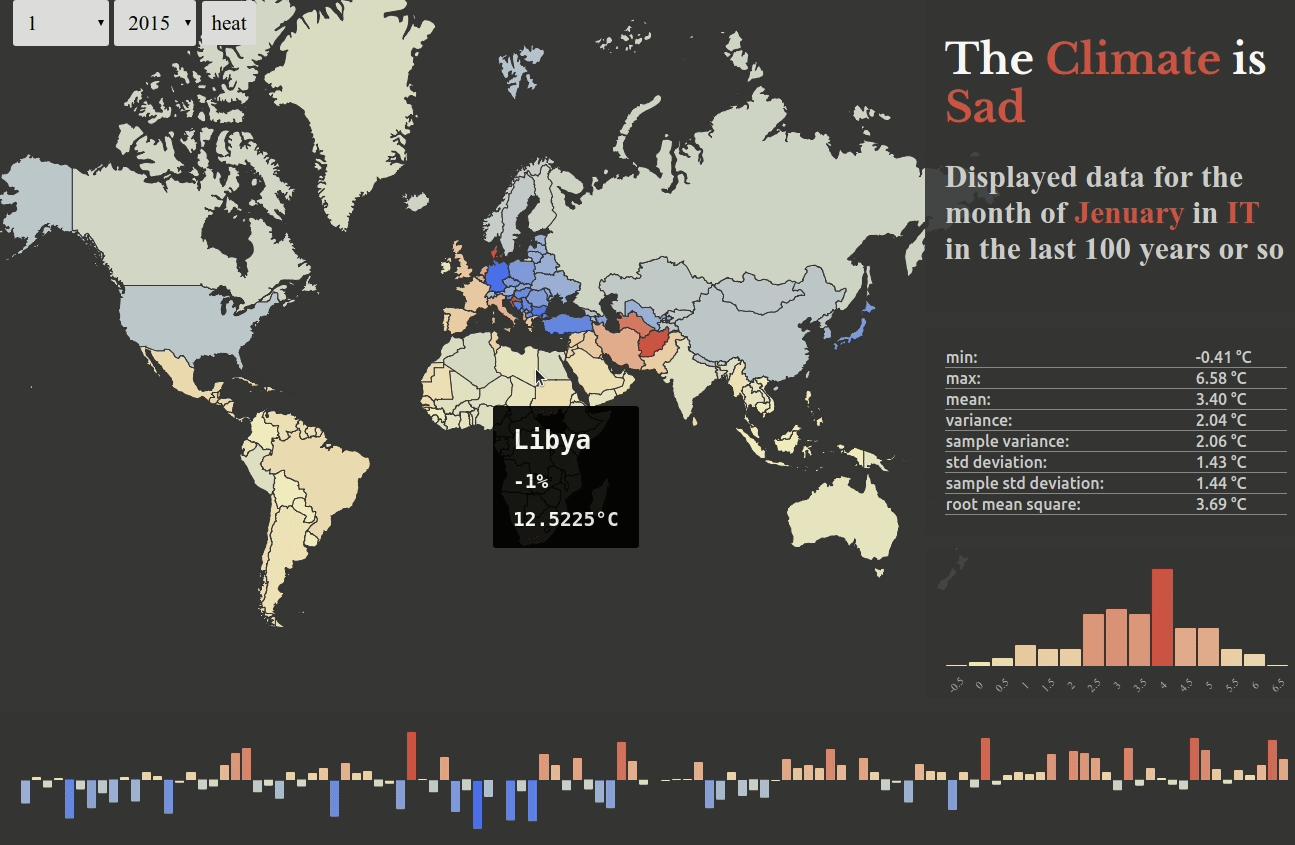 1
2015
heat
The Climate is
Sad
Displayed data for the
month of Jenuary in IT
in the last 100 years or so
min: -0.41 °C
max: 6.58 °C
mean: 3.40 °C
variance: 2.04 °C
sample variance: 2.06 °C
std deviation: 1.43 °C
sample std deviation: 1.44 °C
root mean square: 3.69 °C
Libya
-1%
12.5225°C
-0.5 0 0.5 1 1.5 2 2.5 3 3.5 4 4.5 5 5.5 6 6.5